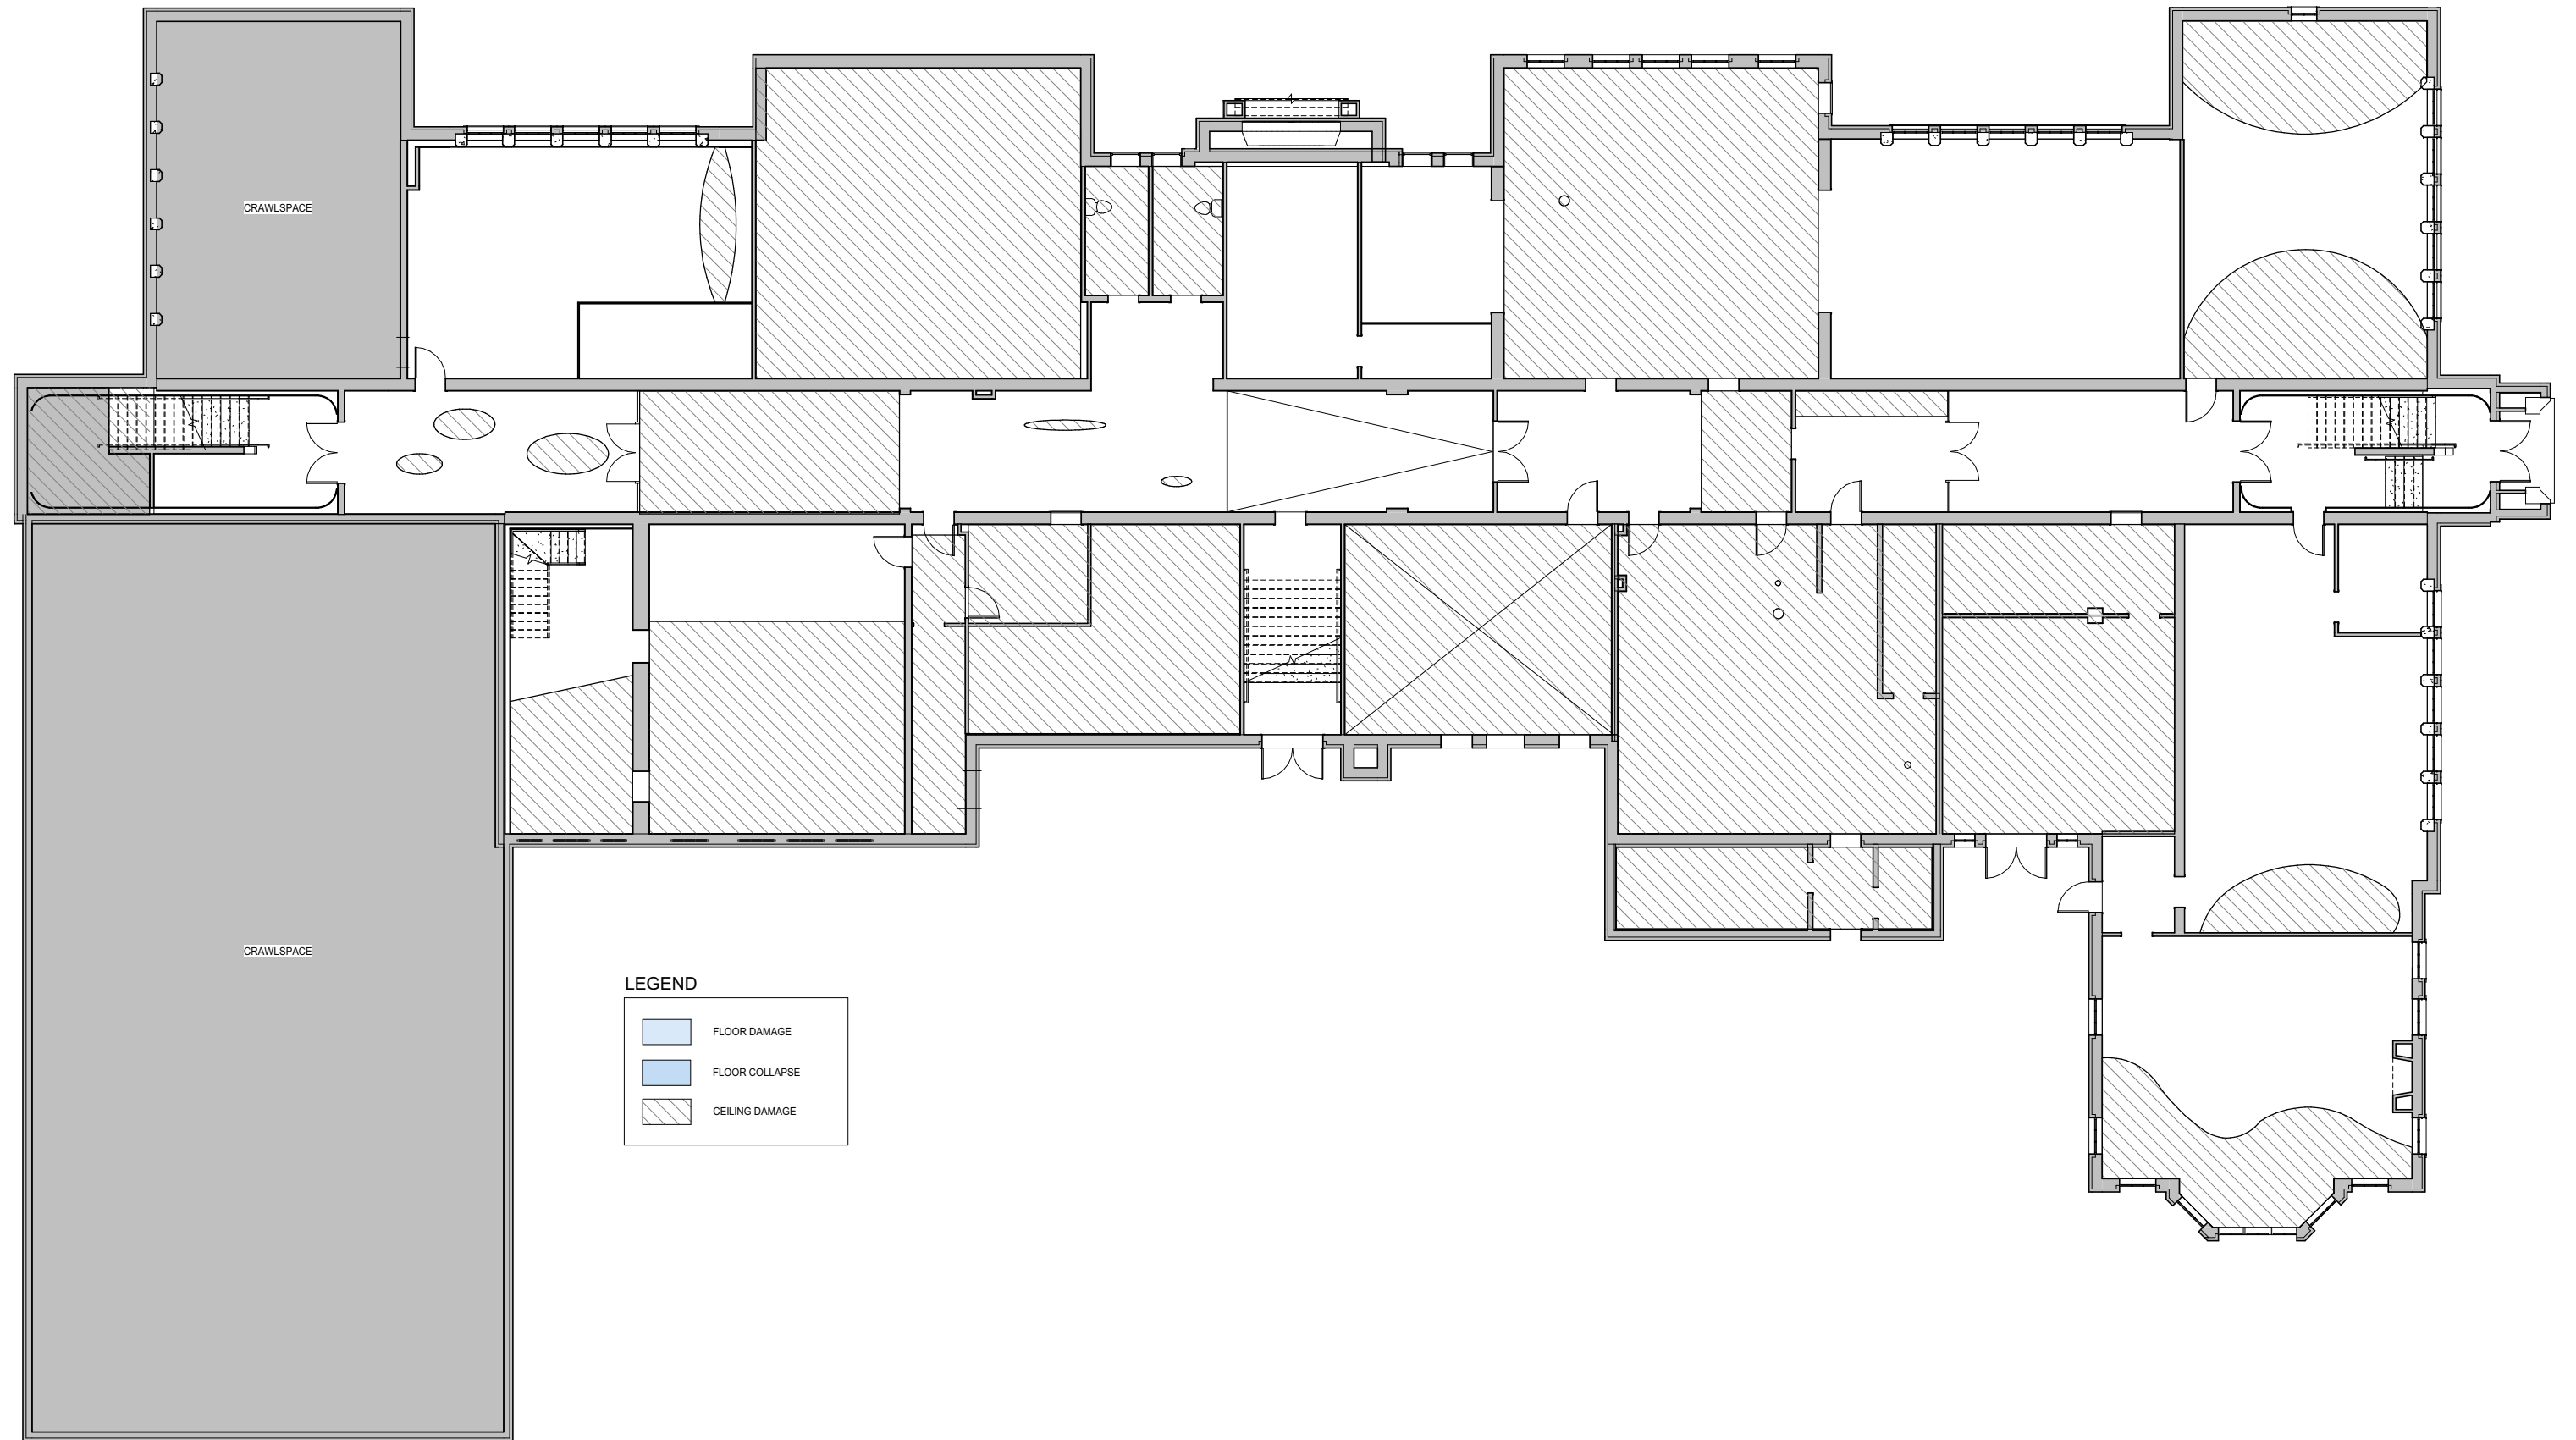 CRAWLSPACE
CRAWLSPACE
LEGEND
FLOOR DAMAGE
FLOOR COLLAPSE
CEILING DAMAGE